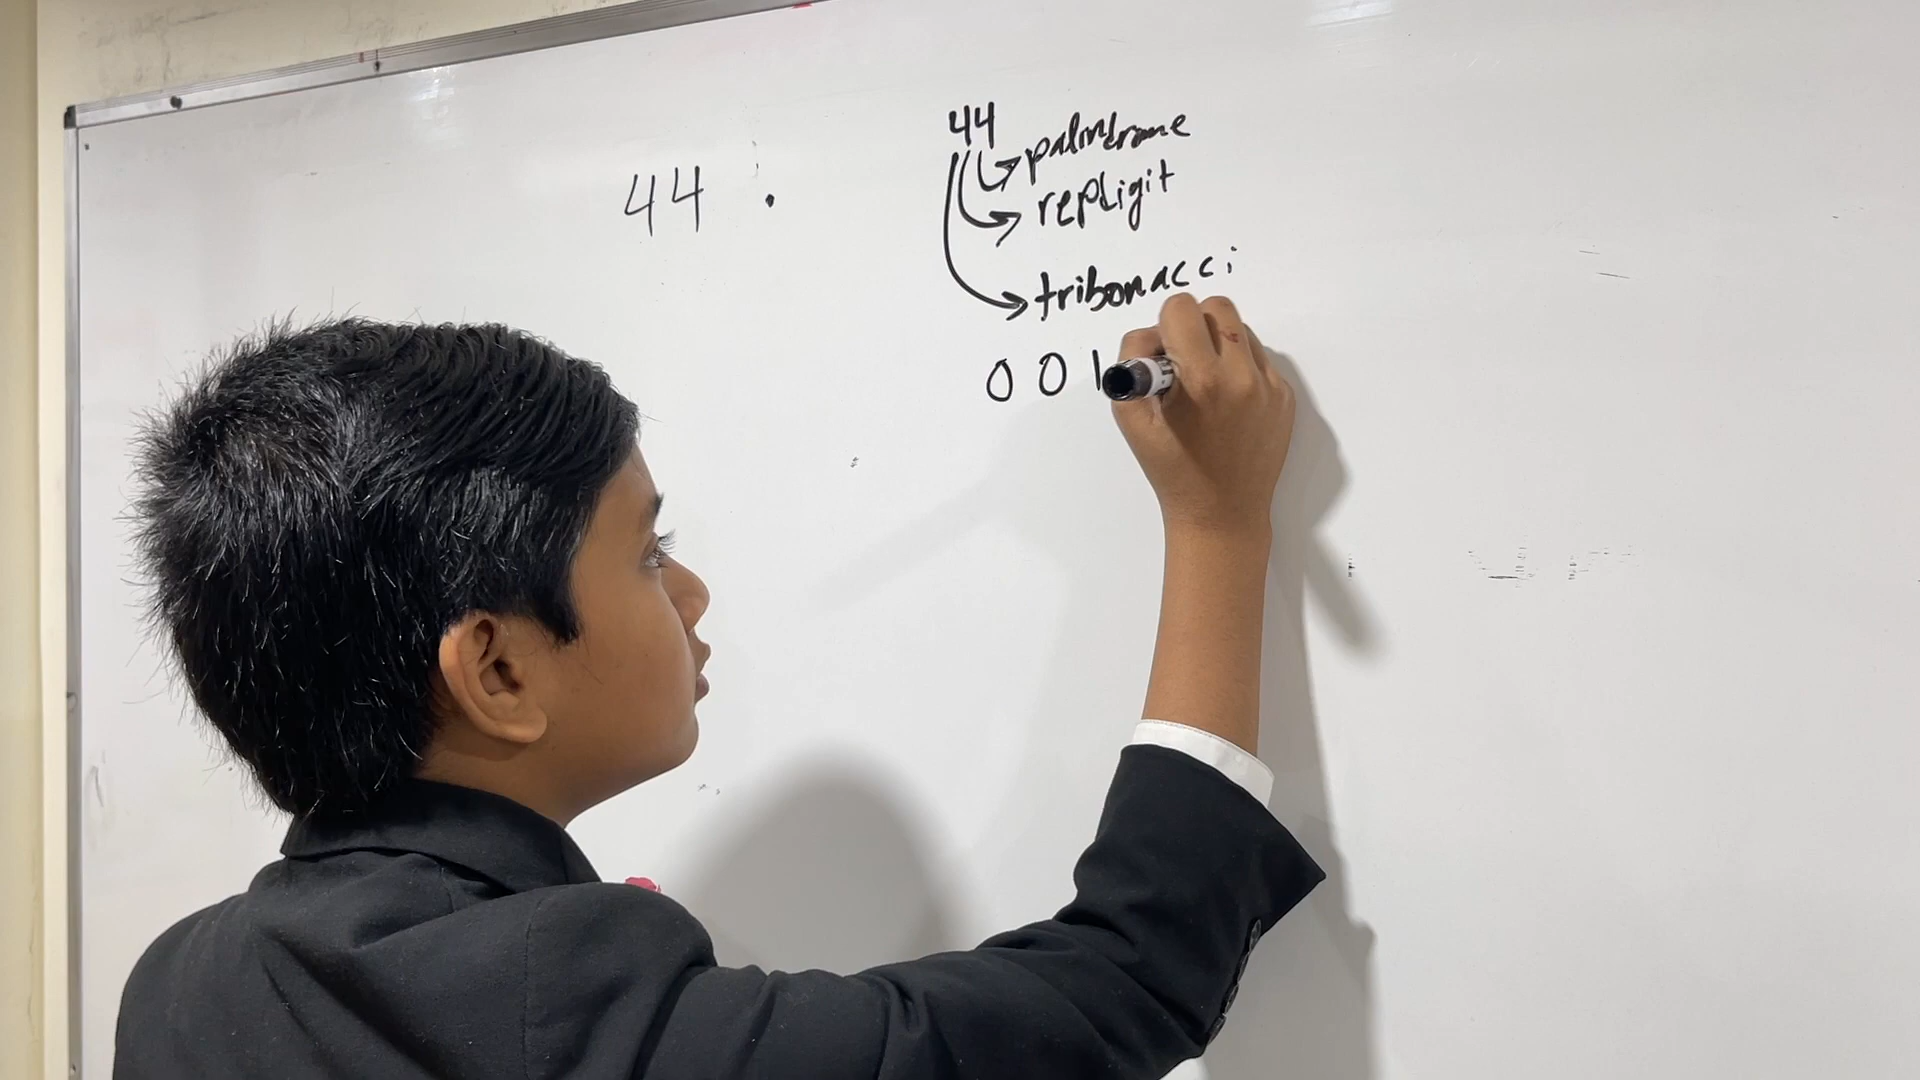 44 .
44
palindrome
repdigit
tribonacci
0 0 1